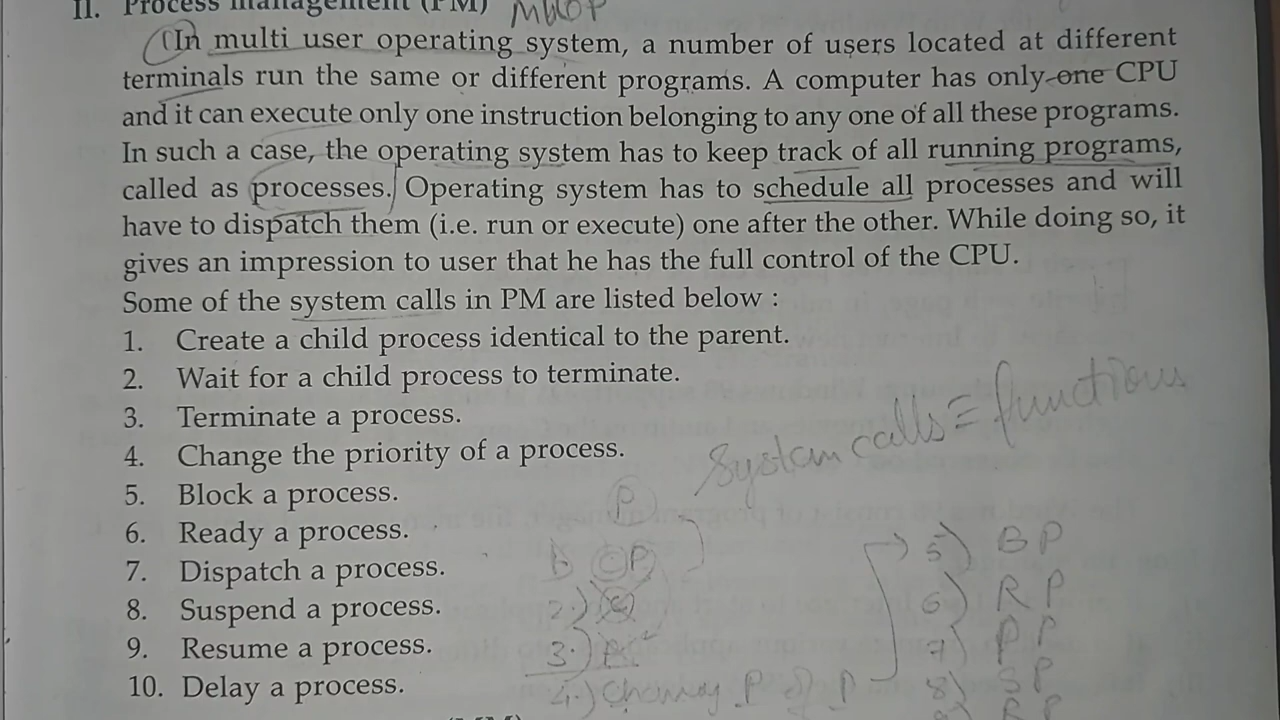 II. Process management (PM)
(In multi user operating system, a number of users located at different
terminals run the same or different programs. A computer has only one CPU
and it can execute only one instruction belonging to any one of all these programs.
In such a case, the operating system has to keep track of all running programs,
called as processes. Operating system has to schedule all processes and will
have to dispatch them (i.e. run or execute) one after the other. While doing so, it
gives an impression to user that he has the full control of the CPU.
Some of the system calls in PM are listed below :
1. Create a child process identical to the parent.
2. Wait for a child process to terminate.
3. Terminate a process.
4. Change the priority of a process.
System calls = functions
5. Block a process.
P
6. Ready a process.
5) BP
7. Dispatch a process.
CP
8. Suspend a process.
2.)
6) RP
9. Resume a process.
3.)
7) PP
10. Delay a process.
4.) P of P
8) SP